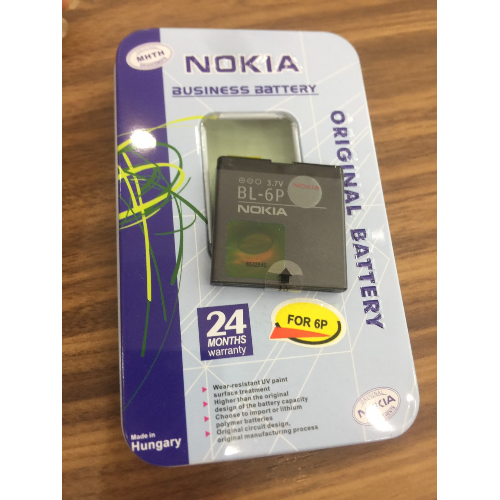 MHTH
NOKIA
BUSINESS BATTERY
ORIGINAL BATTERY
3.7V
BL-6P
NOKIA
NOKIA
FOR 6P
24
MONTHS
warranty
Wear-resistant UV paint
surface treatment
Higher than the original
design of the battery capacity
Choose to import or lithium
polymer batteries
Original circuit design,
original manufacturing process
Made in
Hungary
NOKIA